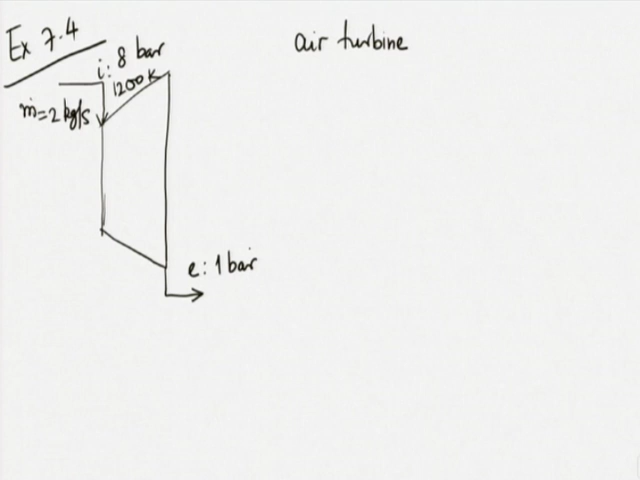 Ex 7.4
air turbine
i: 8 bar
1200 K
ṁ=2 kg/s
e: 1 bar